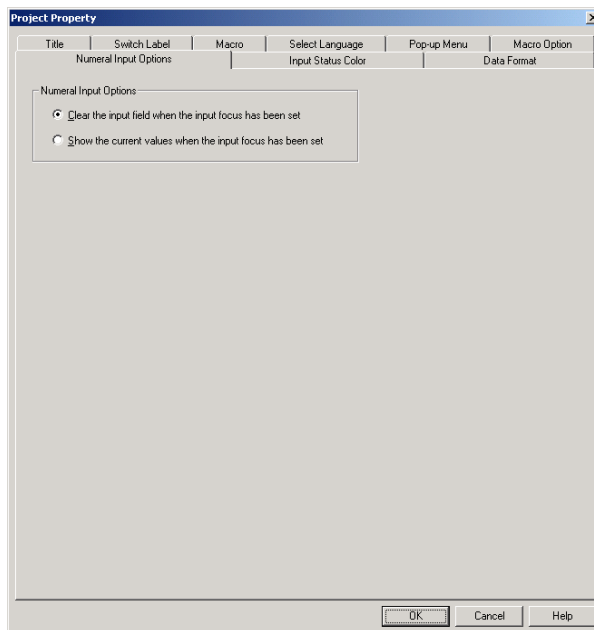 Project Property
Title Switch Label Macro Select Language Pop-up Menu Macro Option
Numeral Input Options Input Status Color Data Format
Numeral Input Options
Clear the input field when the input focus has been set
Show the current values when the input focus has been set
OK Cancel Help